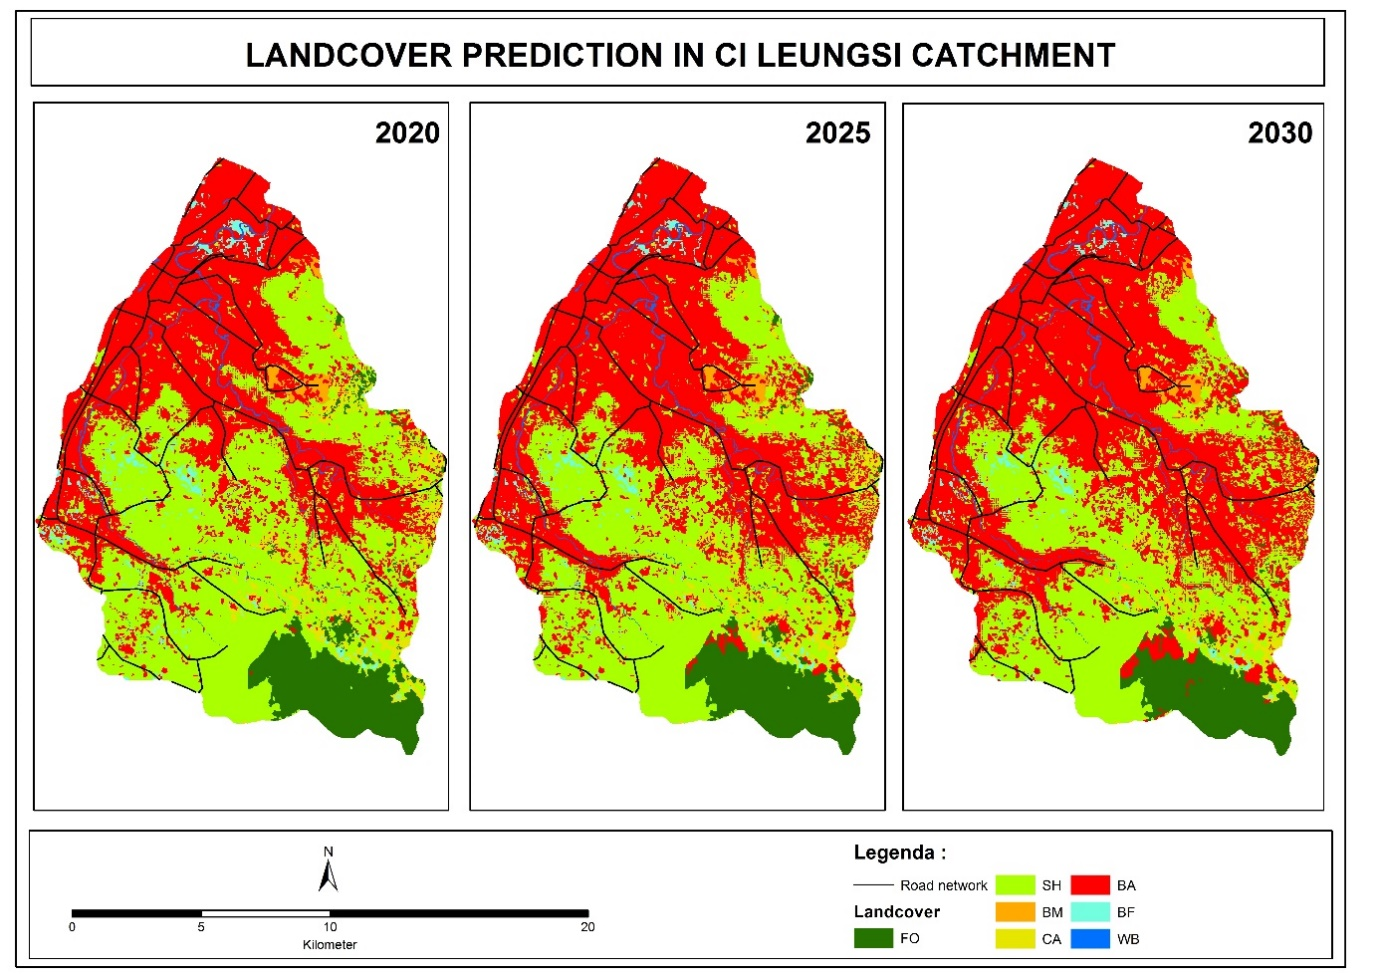 LANDCOVER PREDICTION IN CI LEUNGSI CATCHMENT
2020
2025
2030
N
0 5 10 20
Kilometer
Legenda :
Road network
Landcover
FO
SH
BM
CA
BA
BF
WB